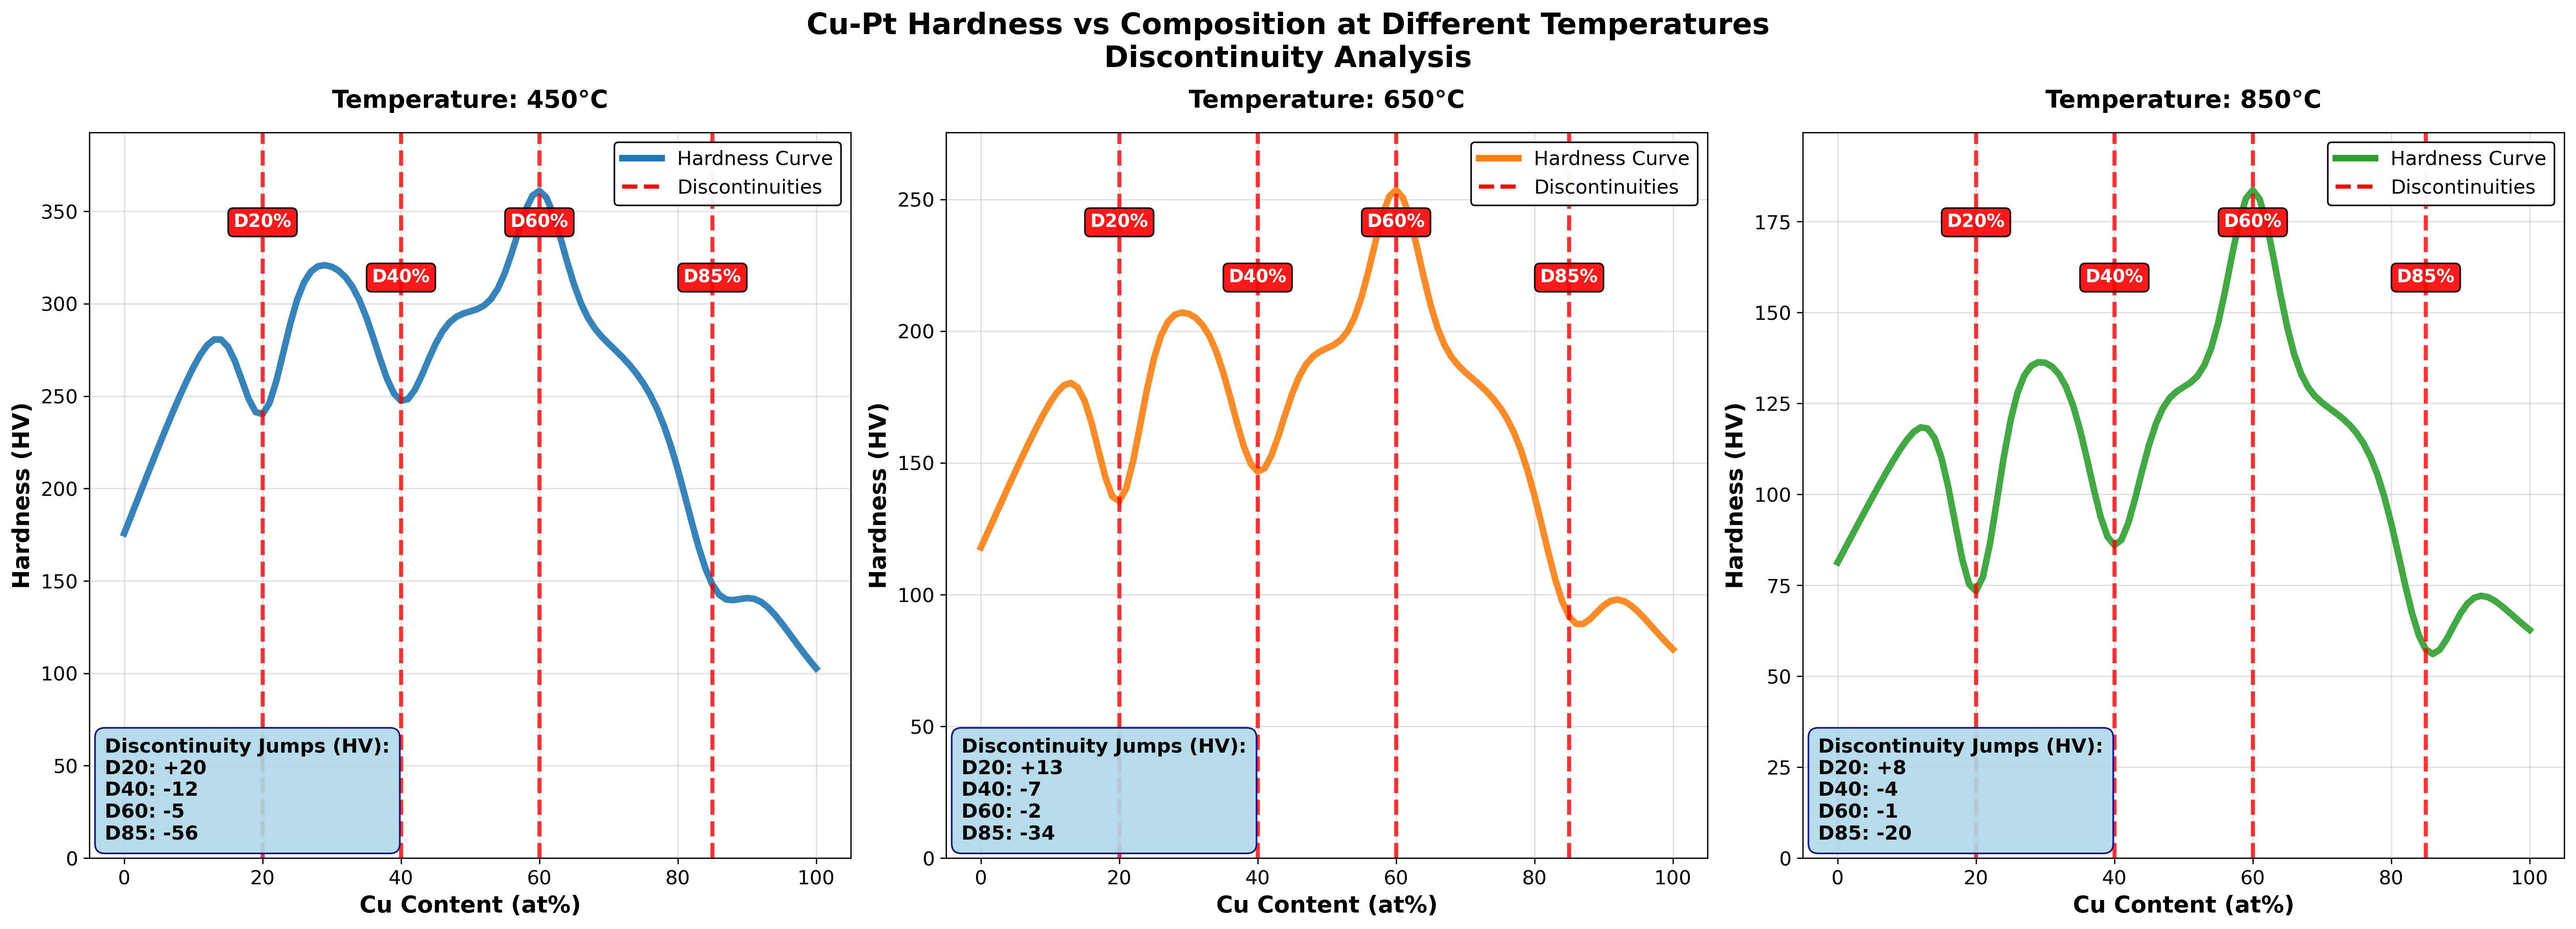 Cu-Pt Hardness vs Composition at Different Temperatures
Discontinuity Analysis
Temperature: 450°C
Hardness Curve
Discontinuities
D20%
D40%
D60%
D85%
350
300
250
200
150
100
50
0
Hardness (HV)
Discontinuity Jumps (HV):
D20: +20
D40: -12
D60: -5
D85: -56
0 20 40 60 80 100
Cu Content (at%)
Temperature: 650°C
Hardness Curve
Discontinuities
D20%
D40%
D60%
D85%
250
200
150
100
50
0
Hardness (HV)
Discontinuity Jumps (HV):
D20: +13
D40: -7
D60: -2
D85: -34
0 20 40 60 80 100
Cu Content (at%)
Temperature: 850°C
Hardness Curve
Discontinuities
D20%
D40%
D60%
D85%
175
150
125
100
75
50
25
0
Hardness (HV)
Discontinuity Jumps (HV):
D20: +8
D40: -4
D60: -1
D85: -20
0 20 40 60 80 100
Cu Content (at%)